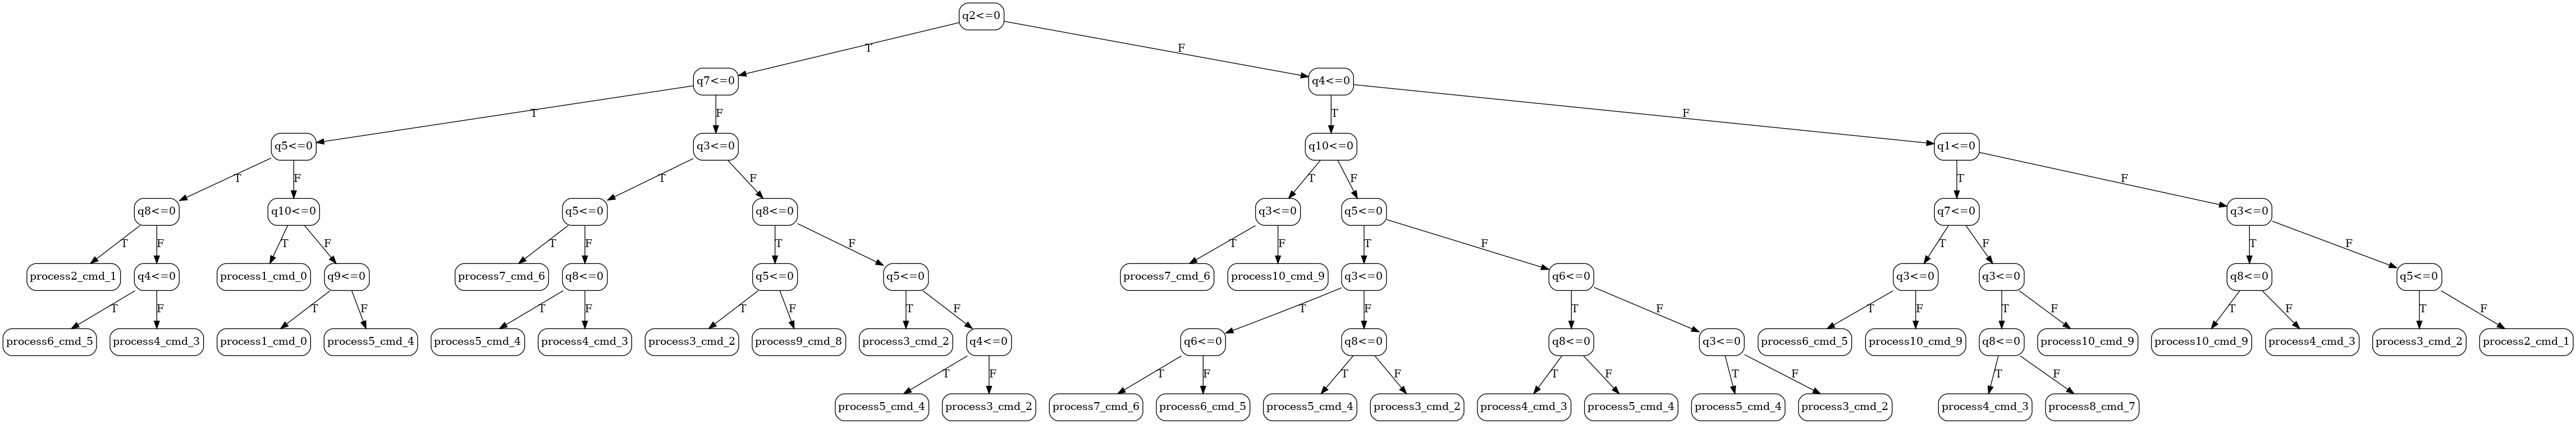 q2<=0
T F
q7<=0 q4<=0
T F T F
q5<=0 q3<=0 q10<=0 q1<=0
T F T F T F T F
q8<=0 q10<=0 q5<=0 q8<=0 q3<=0 q5<=0 q7<=0 q3<=0
T F T F T F T F T F T F T F T F
process2_cmd_1 q4<=0 process1_cmd_0 q9<=0 process7_cmd_6 q8<=0 q5<=0 q5<=0 process7_cmd_6 process10_cmd_9 q3<=0 q6<=0 q3<=0 q3<=0 q8<=0 q5<=0
T F T F T F T F T F T F T F T F T F T F T F
process6_cmd_5 process4_cmd_3 process1_cmd_0 process5_cmd_4 process5_cmd_4 process4_cmd_3 process3_cmd_2 process9_cmd_8 process3_cmd_2 q4<=0 q6<=0 q8<=0 q8<=0 q3<=0 process6_cmd_5 process10_cmd_9 q8<=0 process10_cmd_9 process10_cmd_9 process4_cmd_3 process3_cmd_2 process2_cmd_1
T F T F T F T F T F T F
process5_cmd_4 process3_cmd_2 process7_cmd_6 process6_cmd_5 process5_cmd_4 process3_cmd_2 process4_cmd_3 process5_cmd_4 process5_cmd_4 process3_cmd_2 process4_cmd_3 process8_cmd_7